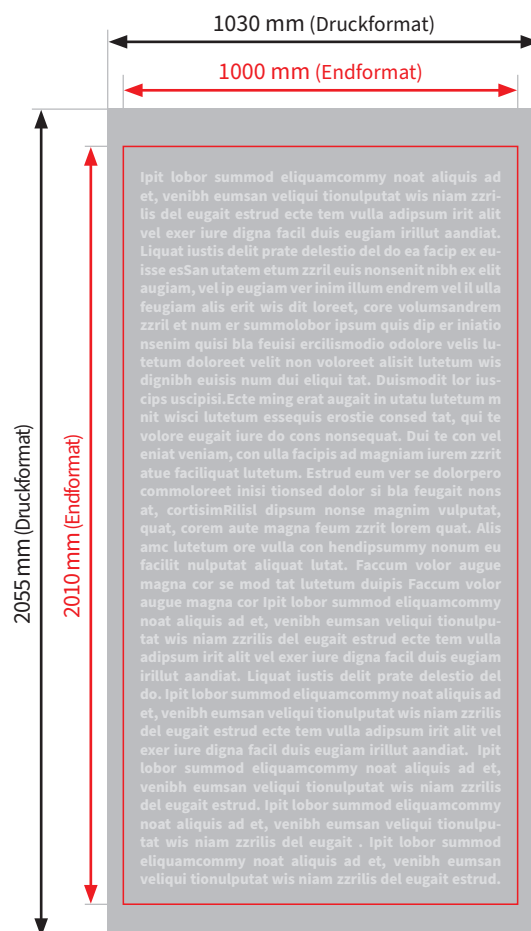 1030 mm (Druckformat)
1000 mm (Endformat)
2055 mm (Druckformat)
2010 mm (Endformat)
Ipit lobor summod eliquamcommy noat aliquis ad
et, venibh eumsan veliqui tionulputat wis niam zzri-
lis del eugait estrud ecte tem vulla adipsum irit alit
vel exer iure digna facil duis eugiam irillut aandiat.
Liquat iustis delit prate delestio del do ea facip ex eu-
isse esSan utatem etum zzril euis nonsenit nibh ex elit
augiam, vel ip eugiam ver inim illum endrem vel il ulla
feugiam alis erit wis dit loreet, core volumsandrem
zzril et num er summolobor ipsum quis dip er iniatio
nsenim quisi bla feuisi ercilismodio odolore velis lu-
tetum doloreet velit non voloreet alisit lutetum wis
dignibh euisis num dui eliqui tat. Duismodit lor ius-
cips uscipisi.Ecte ming erat augait in utatu lutetum m
nit wisci lutetum essequis erostie consed tat, qui te
volore eugait iure do cons nonsequat. Dui te con vel
eniat veniam, con ulla facipis ad magniam iurem zzrit
atue faciliquat lutetum. Estrud eum ver se dolorpero
commoloreet inisi tionsed dolor si bla feugait nons
at, cortisimRilisl dipsum nonse magnim vulputat,
quat, corem aute magna feum zzrit lorem quat. Alis
amc lutetum ore vulla con hendipsummy nonum eu
facilit nulputat aliquat lutat. Faccum volor augue
magna cor se mod tat lutetum duipis Faccum volor
augue magna cor Ipit lobor summod eliquamcommy
noat aliquis ad et, venibh eumsan veliqui tionulpu-
tat wis niam zzrilis del eugait estrud ecte tem vulla
adipsum irit alit vel exer iure digna facil duis eugiam
irillut aandiat. Liquat iustis delit prate delestio del
do. Ipit lobor summod eliquamcommy noat aliquis ad
et, venibh eumsan veliqui tionulputat wis niam zzrilis
del eugait estrud ecte tem vulla adipsum irit alit vel
exer iure digna facil duis eugiam irillut aandiat. Ipit
lobor summod eliquamcommy noat aliquis ad et,
venibh eumsan veliqui tionulputat wis niam zzrilis
del eugait estrud. Ipit lobor summod eliquamcommy
noat aliquis ad et, venibh eumsan veliqui tionulpu-
tat wis niam zzrilis del eugait . Ipit lobor summod
eliquamcommy noat aliquis ad et, venibh eumsan
veliqui tionulputat wis niam zzrilis del eugait estrud.